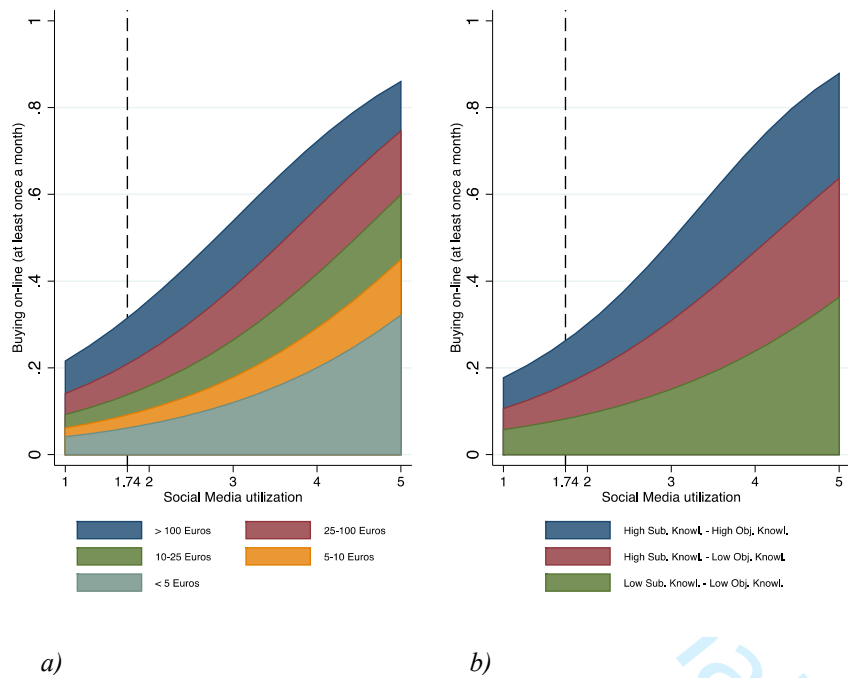 Buying on-line (at least once a month)
1
.8
.6
.4
.2
0
1 1.74 2 3 4 5
Social Media utilization
> 100 Euros 25-100 Euros
10-25 Euros 5-10 Euros
< 5 Euros
a)
Buying on-line (at least once a month)
1
.8
.6
.4
.2
0
1 1.74 2 3 4 5
Social Media utilization
High Sub. Knowl. - High Obj. Knowl.
High Sub. Knowl. - Low Obj. Knowl.
Low Sub. Knowl. - Low Obj. Knowl.
b)